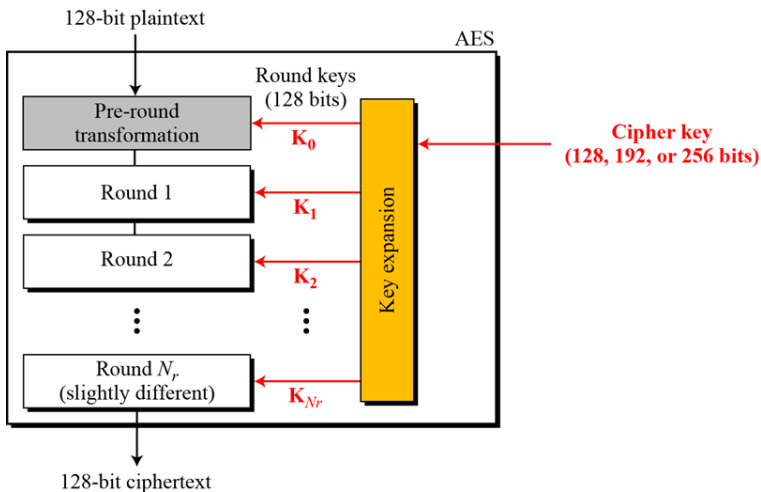 128-bit plaintext
AES
Round keys
(128 bits)
Pre-round
transformation
K0
Cipher key
(128, 192, or 256 bits)
Round 1
K1
Key expansion
Round 2
K2
Round Nr
(slightly different)
KNr
128-bit ciphertext